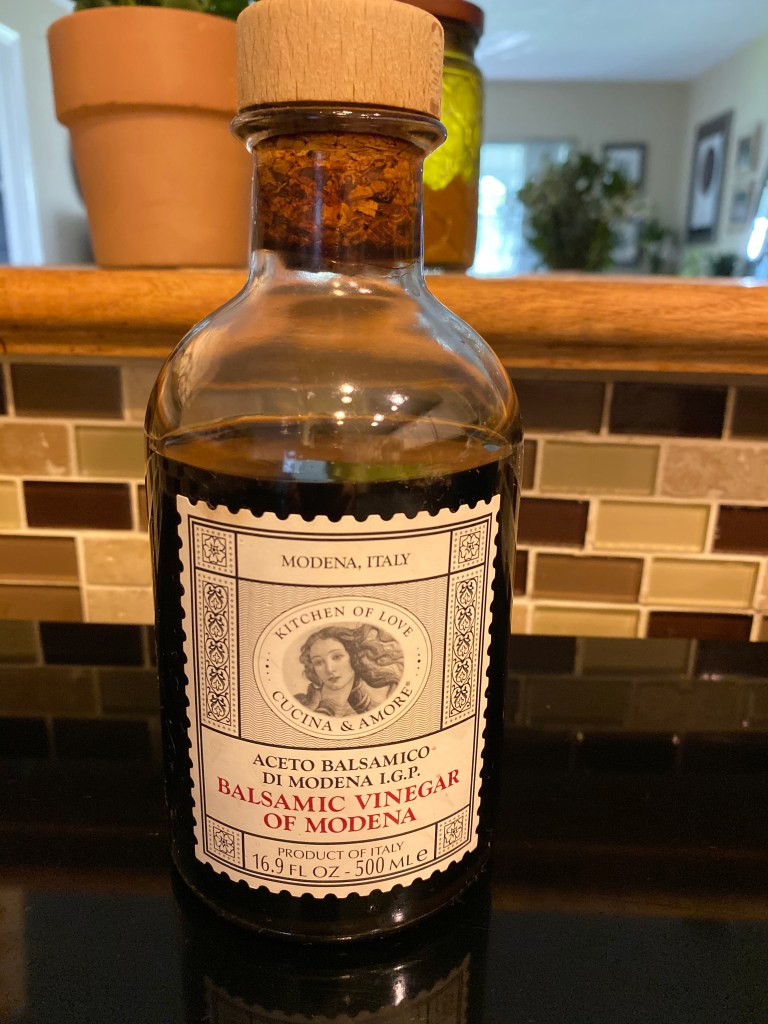 MODENA, ITALY
KITCHEN OF LOVE
CUCINA & AMORE®
ACETO BALSAMICO
DI MODENA I.G.P.
BALSAMIC VINEGAR
OF MODENA
PRODUCT OF ITALY
16.9 FL OZ - 500 ML e